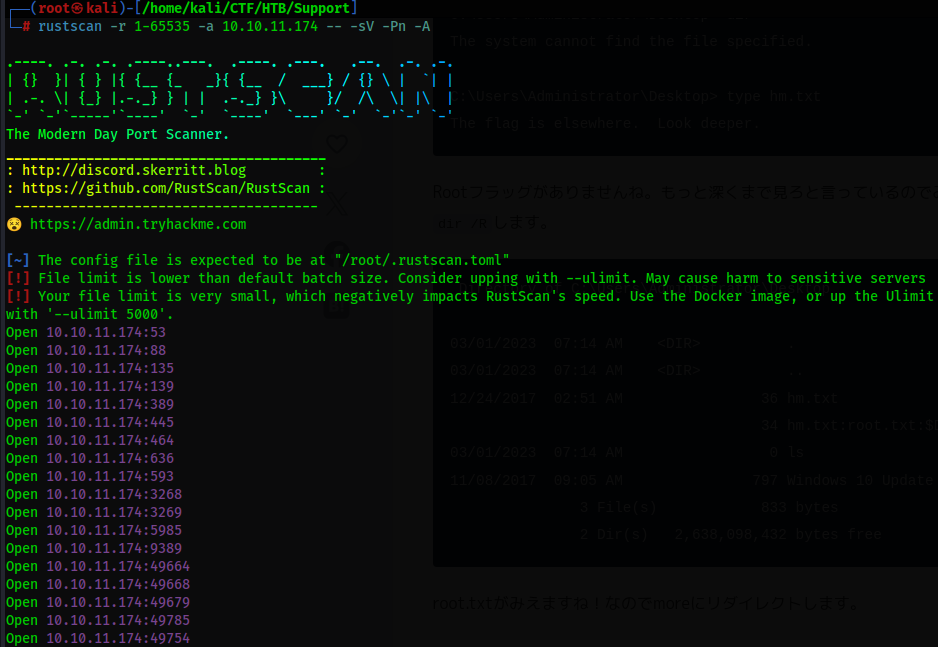 ┌──(root㉿kali)-[/home/kali/CTF/HTB/Support]
└─# rustscan -r 1-65535 -a 10.10.11.174 -- -sV -Pn -A
The Modern Day Port Scanner.
: http://discord.skerritt.blog :
: https://github.com/RustScan/RustScan :
😵 https://admin.tryhackme.com
[~] The config file is expected to be at "/root/.rustscan.toml"
[!] File limit is lower than default batch size. Consider upping with --ulimit. May cause harm to sensitive servers
[!] Your file limit is very small, which negatively impacts RustScan's speed. Use the Docker image, or up the Ulimit
with '--ulimit 5000'.
Open 10.10.11.174:53
Open 10.10.11.174:88
Open 10.10.11.174:135
Open 10.10.11.174:139
Open 10.10.11.174:389
Open 10.10.11.174:445
Open 10.10.11.174:464
Open 10.10.11.174:636
Open 10.10.11.174:593
Open 10.10.11.174:3268
Open 10.10.11.174:3269
Open 10.10.11.174:5985
Open 10.10.11.174:9389
Open 10.10.11.174:49664
Open 10.10.11.174:49668
Open 10.10.11.174:49679
Open 10.10.11.174:49785
Open 10.10.11.174:49754
The system cannot find the file specified.
:\Users\Administrator\Desktop> type hm.txt
The flag is elsewhere.  Look deeper.
Rootフラッグがありませんね。もっと深くまで見ろと言っているので
dir /R します。
03/01/2023  07:14 AM    <DIR>          .
03/01/2023  07:14 AM    <DIR>          ..
12/24/2017  02:51 AM                36 hm.txt
34 hm.txt:root.txt:$D
03/01/2023  07:14 AM                 0 ls
11/08/2017  09:05 AM               797 Windows 10 Update
3 File(s)            833 bytes
2 Dir(s)   2,638,098,432 bytes free
root.txtがみえますね！なのでmoreにリダイレクトします。